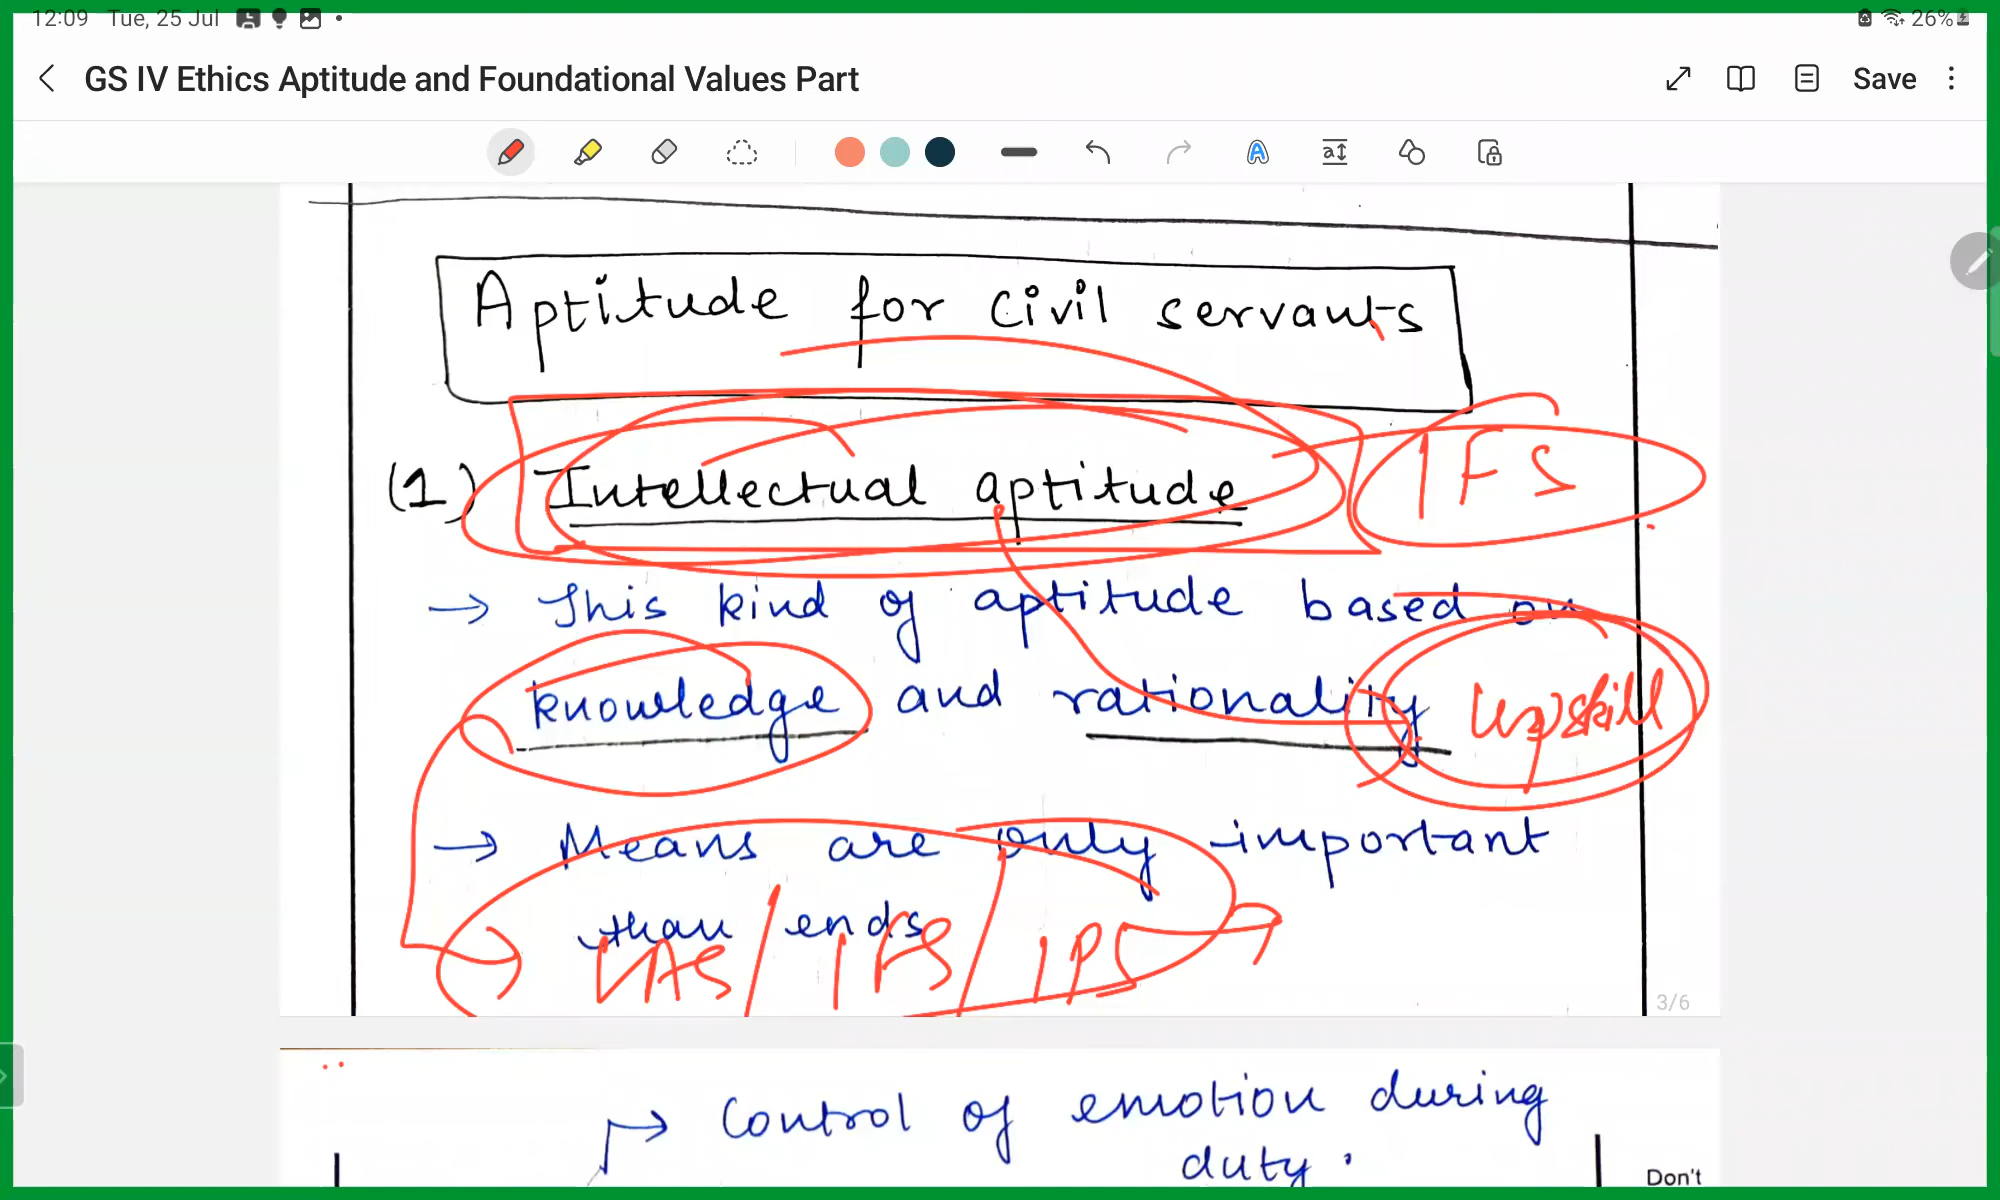 12:09 Tue, 25 Jul 26%
GS IV Ethics Aptitude and Foundational Values Part Save
Aptitude for civil servants
(1) Intellectual aptitude IFS
→ This kind of aptitude based on
knowledge and rationality Upskill
→ Means are only important
than ends
IAS / IFS / IPS
3/6
→ Control of emotion during
duty.
Don't